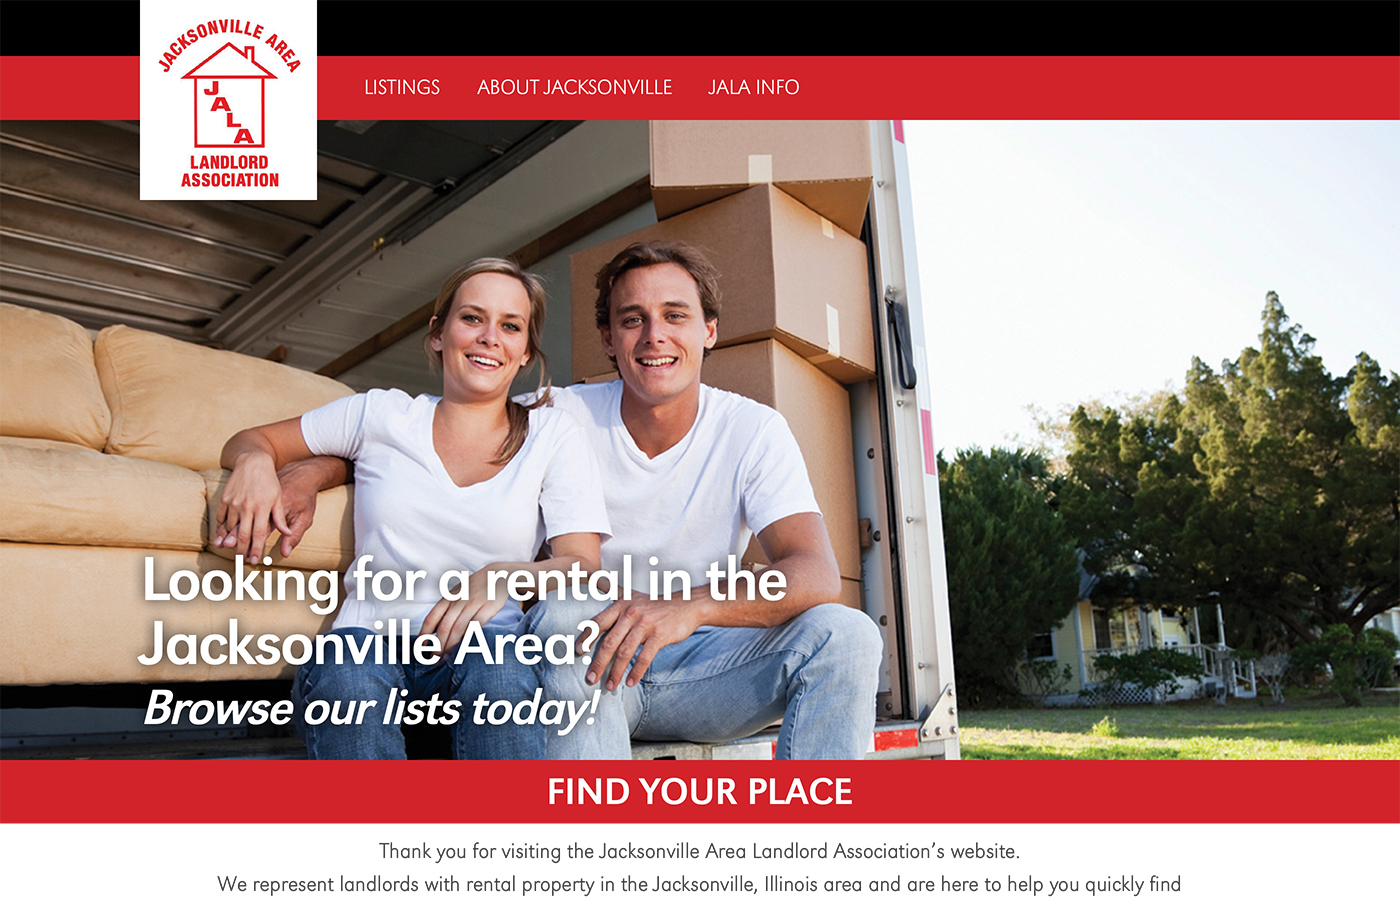 JACKSONVILLE AREA
JALA
LANDLORD
ASSOCIATION
LISTINGS ABOUT JACKSONVILLE JALA INFO
Looking for a rental in the
Jacksonville Area?
Browse our lists today!
FIND YOUR PLACE
Thank you for visiting the Jacksonville Area Landlord Association's website.
We represent landlords with rental property in the Jacksonville, Illinois area and are here to help you quickly find